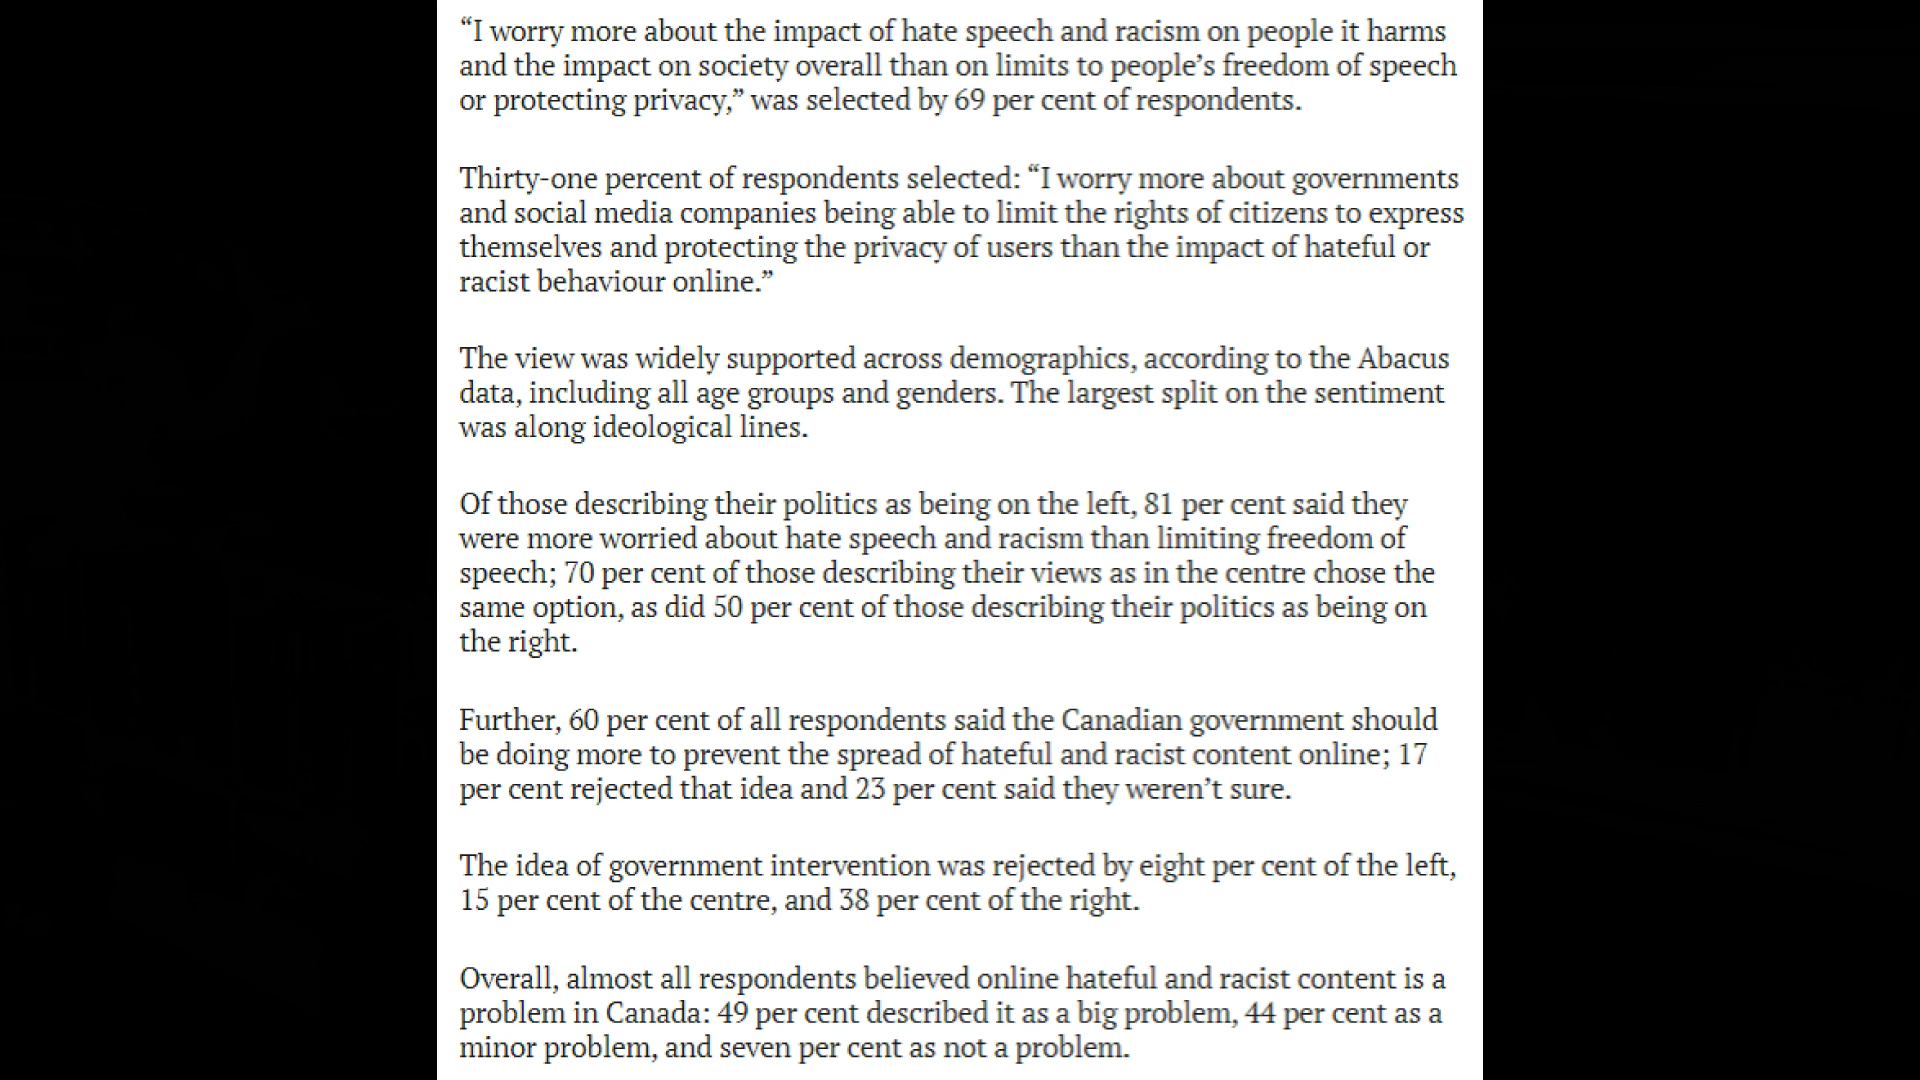 “I worry more about the impact of hate speech and racism on people it harms
and the impact on society overall than on limits to people’s freedom of speech
or protecting privacy,” was selected by 69 per cent of respondents.
Thirty-one percent of respondents selected: “I worry more about governments
and social media companies being able to limit the rights of citizens to express
themselves and protecting the privacy of users than the impact of hateful or
racist behaviour online.”
The view was widely supported across demographics, according to the Abacus
data, including all age groups and genders. The largest split on the sentiment
was along ideological lines.
Of those describing their politics as being on the left, 81 per cent said they
were more worried about hate speech and racism than limiting freedom of
speech; 70 per cent of those describing their views as in the centre chose the
same option, as did 50 per cent of those describing their politics as being on
the right.
Further, 60 per cent of all respondents said the Canadian government should
be doing more to prevent the spread of hateful and racist content online; 17
per cent rejected that idea and 23 per cent said they weren’t sure.
The idea of government intervention was rejected by eight per cent of the left,
15 per cent of the centre, and 38 per cent of the right.
Overall, almost all respondents believed online hateful and racist content is a
problem in Canada: 49 per cent described it as a big problem, 44 per cent as a
minor problem, and seven per cent as not a problem.